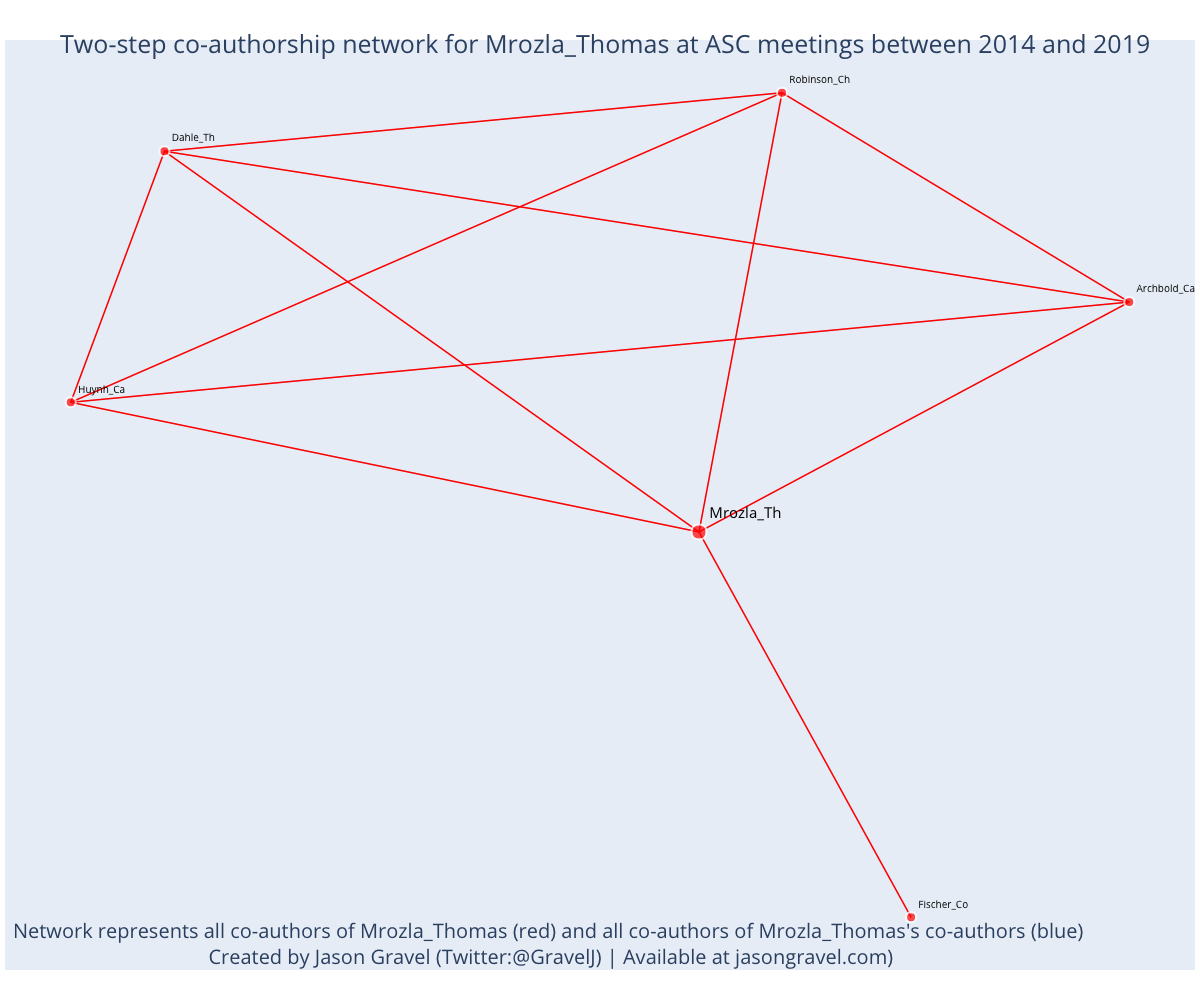 Two-step co-authorship network for Mrozla_Thomas at ASC meetings between 2014 and 2019
Robinson_Ch
Dahle_Th
Archbold_Ca
Huynh_Ca
Mrozla_Th
Fischer_Co
Network represents all co-authors of Mrozla_Thomas (red) and all co-authors of Mrozla_Thomas's co-authors (blue)
Created by Jason Gravel (Twitter:@GravelJ) | Available at jasongravel.com)